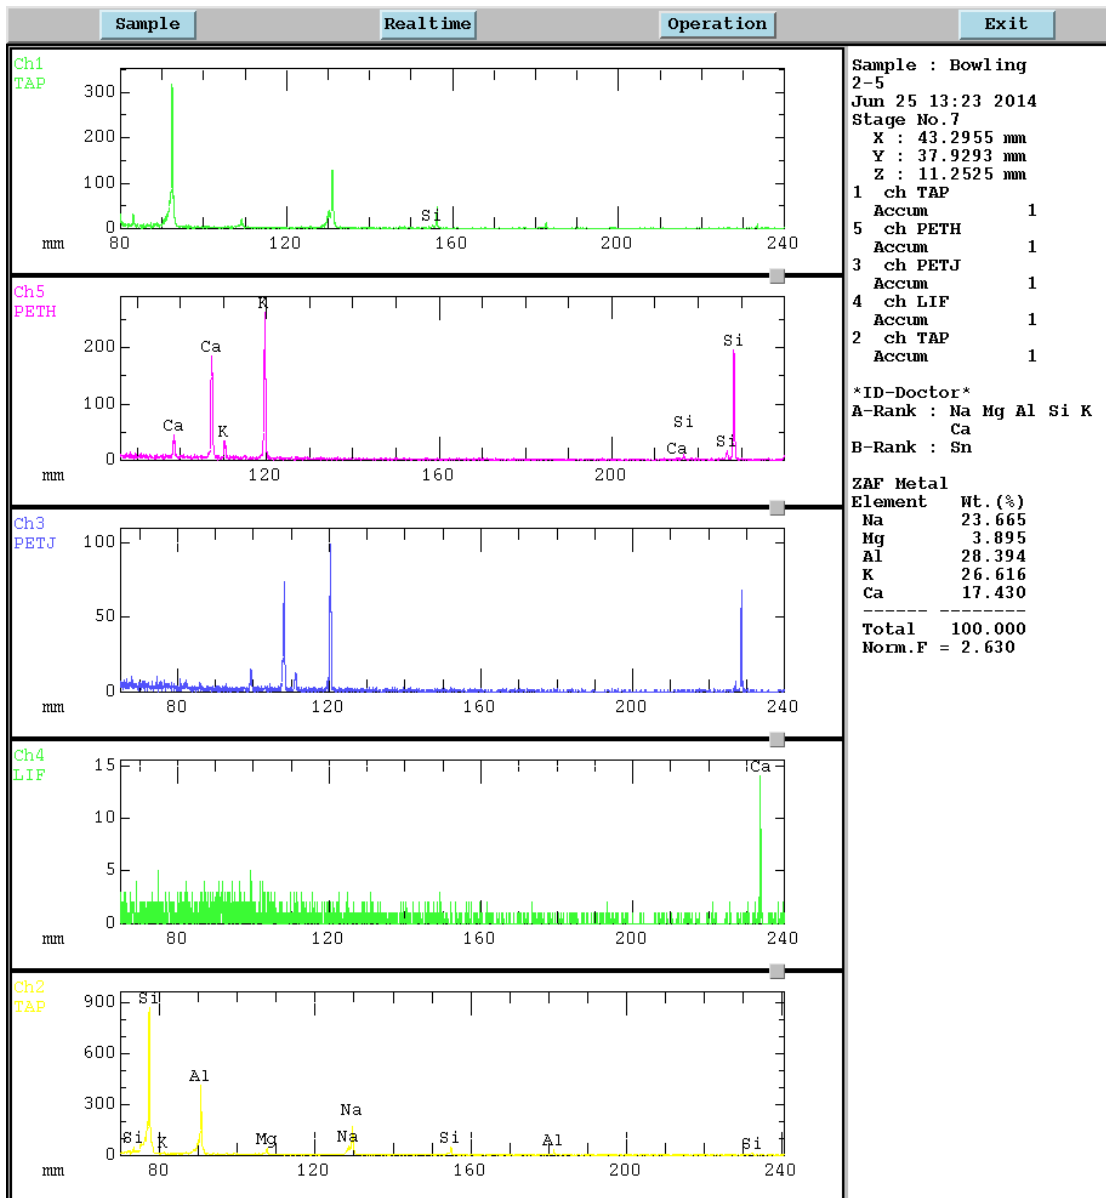 Sample Realtime Operation Exit
Ch1
TAP
300
200
100
0
Si
mm 80 120 160 200 240
Ch5
PETH
200
100
0
Ca Ca K K Ca Si Si Si
mm 120 160 200
Ch3
PETJ
100
50
0
mm 80 120 160 200 240
Ch4
LIF
15
10
5
0
Ca
mm 80 120 160 200 240
Ch2
TAP
900
600
300
0
Si Si K Al Mg Na Na Si Al Si
mm 80 120 160 200 240
Sample : Bowling
2-5
Jun 25 13:23 2014
Stage No.7
X : 43.2955 mm
Y : 37.9293 mm
Z : 11.2525 mm
1 ch TAP
Accum 1
5 ch PETH
Accum 1
3 ch PETJ
Accum 1
4 ch LIF
Accum 1
2 ch TAP
Accum 1
*ID-Doctor*
A-Rank : Na Mg Al Si K
Ca
B-Rank : Sn
ZAF Metal
Element Wt.(%)
Na 23.665
Mg 3.895
Al 28.394
K 26.616
Ca 17.430
------ --------
Total 100.000
Norm.F = 2.630